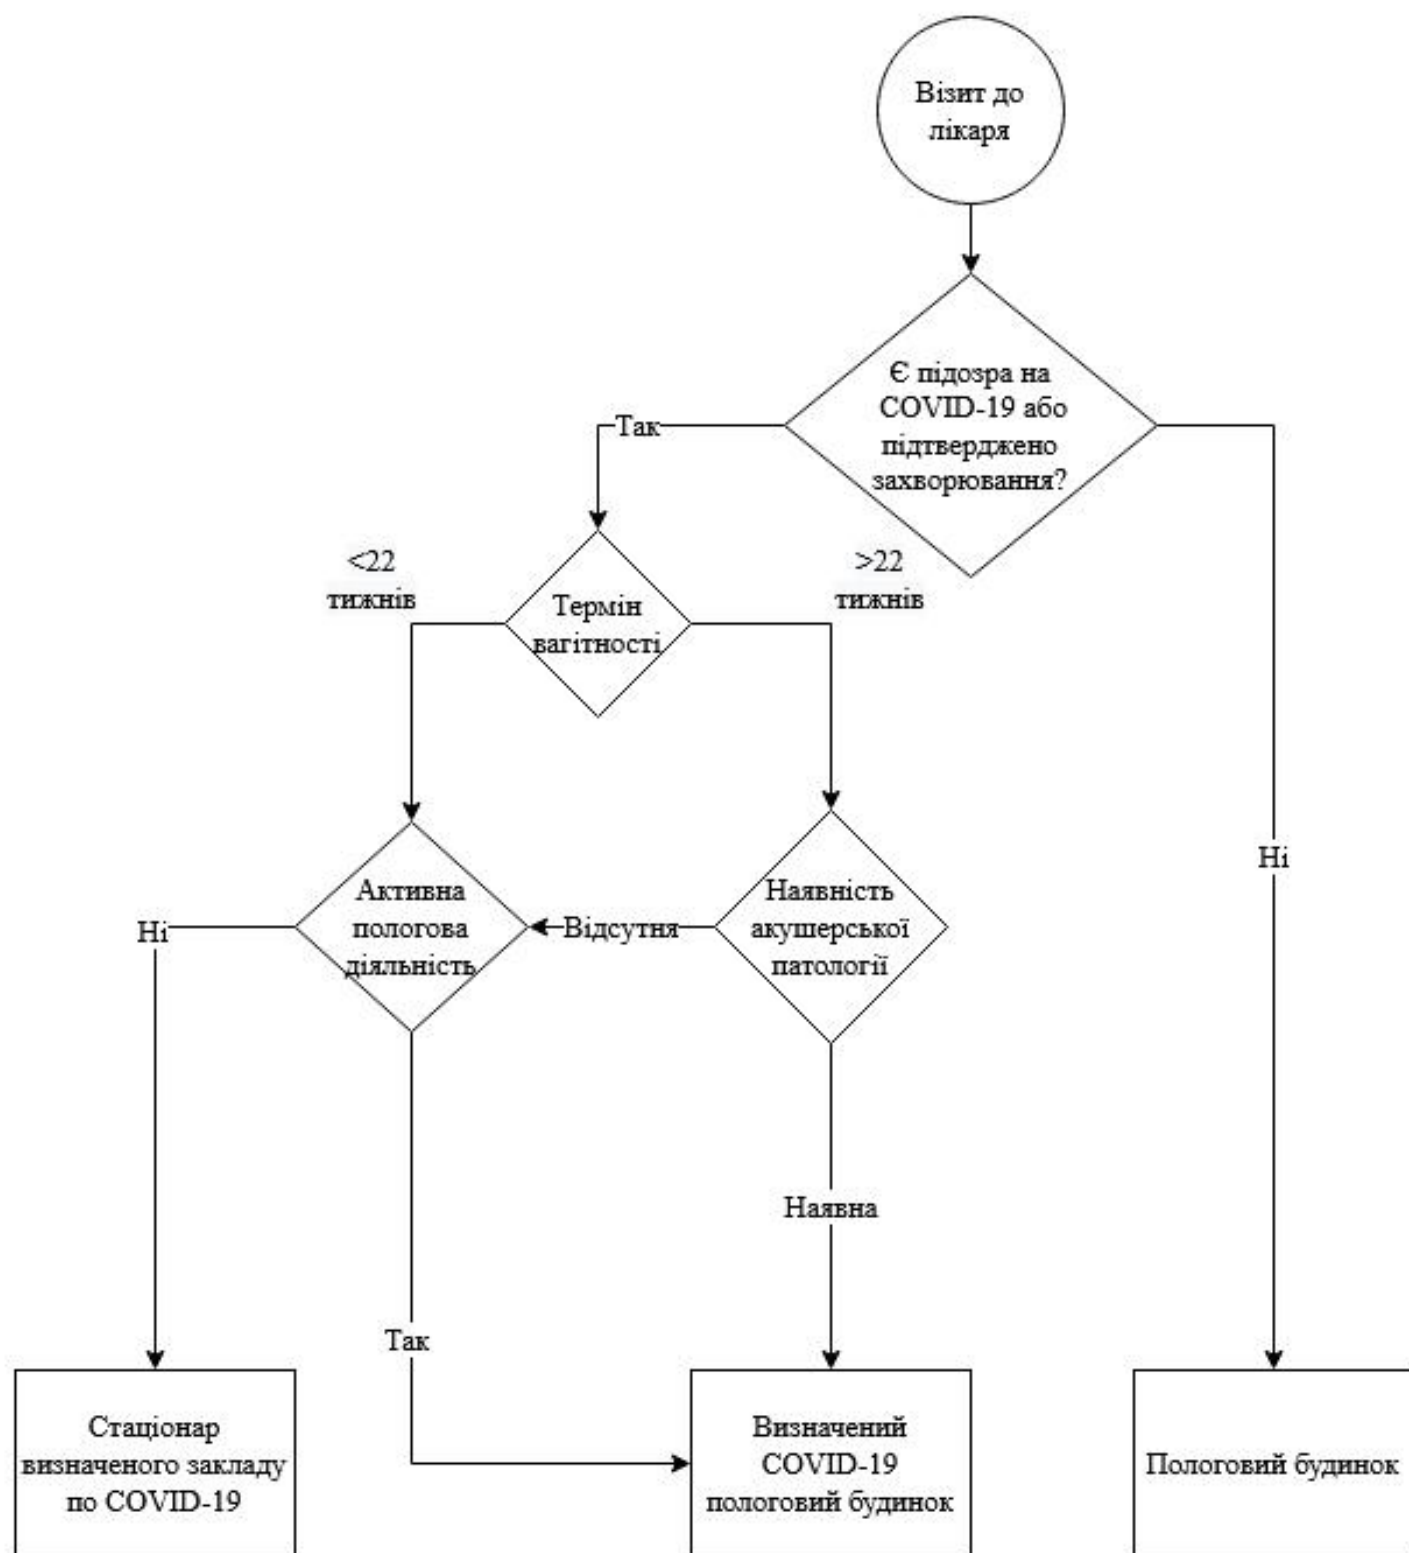 Візит до
лікаря
Є підозра на
COVID-19 або
підтверджено
захворювання?
Так
<22
тижнів
>22
тижнів
Термін
вагітності
Ні
Активна
пологова
діяльність
Відсутня
Наявність
акушерської
патології
Ні
Наявна
Так
Стаціонар
визначеного закладу
по COVID-19
Визначений
COVID-19
пологовий будинок
Пологовий будинок